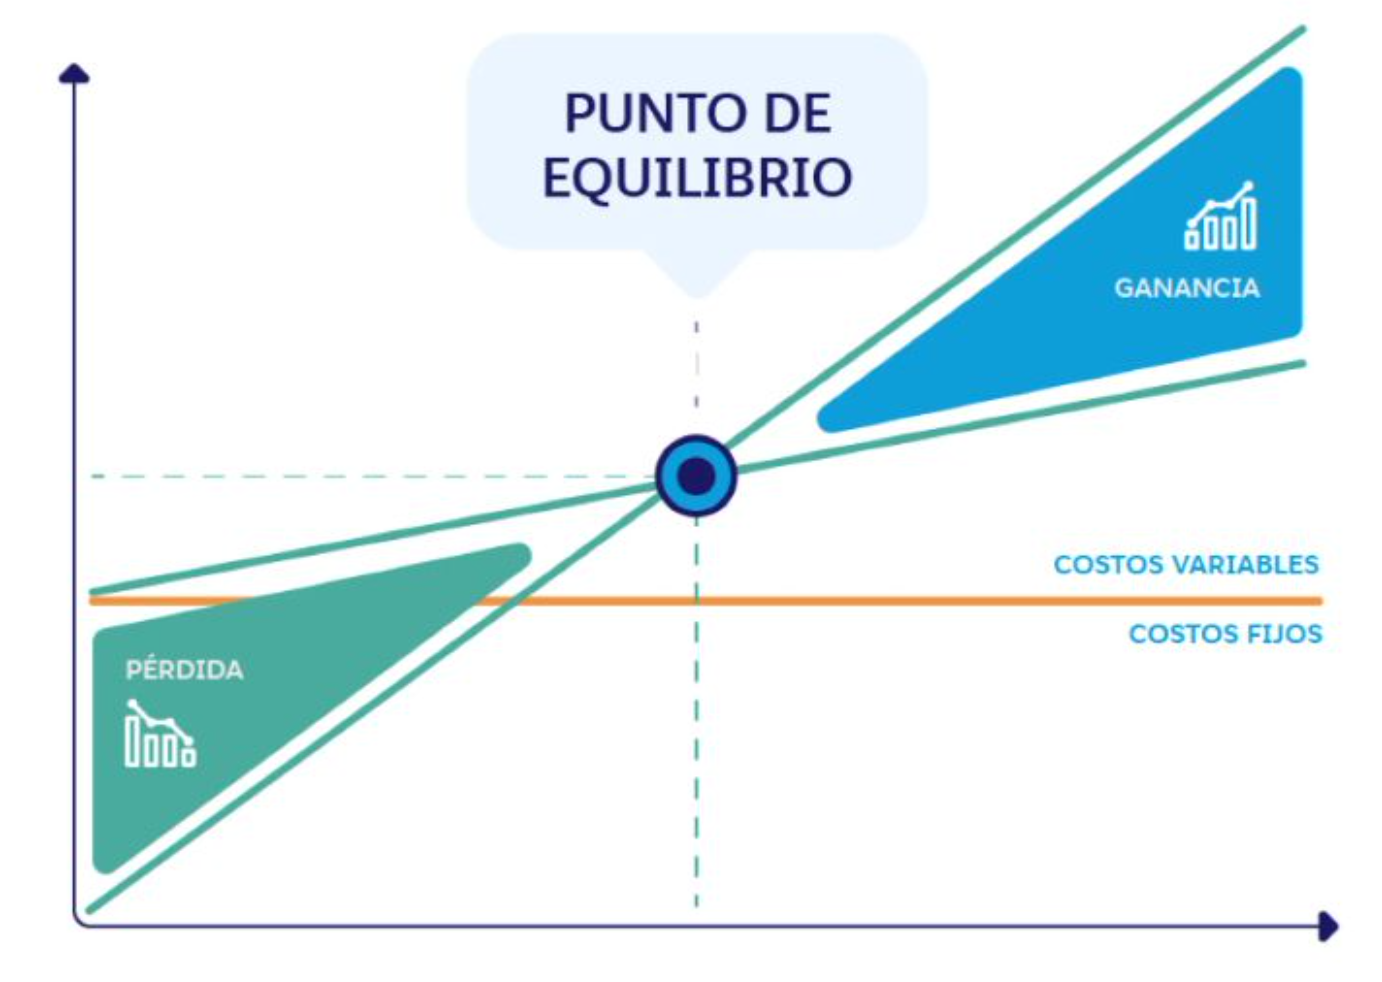 PUNTO DE
EQUILIBRIO
GANANCIA
COSTOS VARIABLES
COSTOS FIJOS
PÉRDIDA